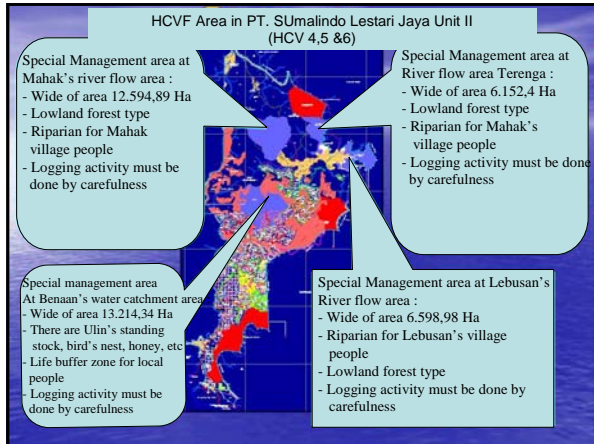 HCVF Area in PT. SUmalindo Lestari Jaya Unit II
(HCV 4,5 &6)
Special Management area at
Mahak's river flow area :
- Wide of area 12.594,89 Ha
- Lowland forest type
- Riparian for Mahak
village people
- Logging activity must be
done by carefulness
Special Management area at
River flow area Terenga :
- Wide of area 6.152,4 Ha
- Lowland forest type
- Riparian for Mahak's
village people
- Logging activity must be done
by carefulness
Special management area
At Benaan's water catchment area
- Wide of area 13.214,34 Ha
- There are Ulin's standing
stock, bird's nest, honey, etc
- Life buffer zone for local
people
- Logging activity must be
done by carefulness
Special Management area at Lebusan's
River flow area :
- Wide of area 6.598,98 Ha
- Riparian for Lebusan's village
people
- Lowland forest type
- Logging activity must be done by
carefulness